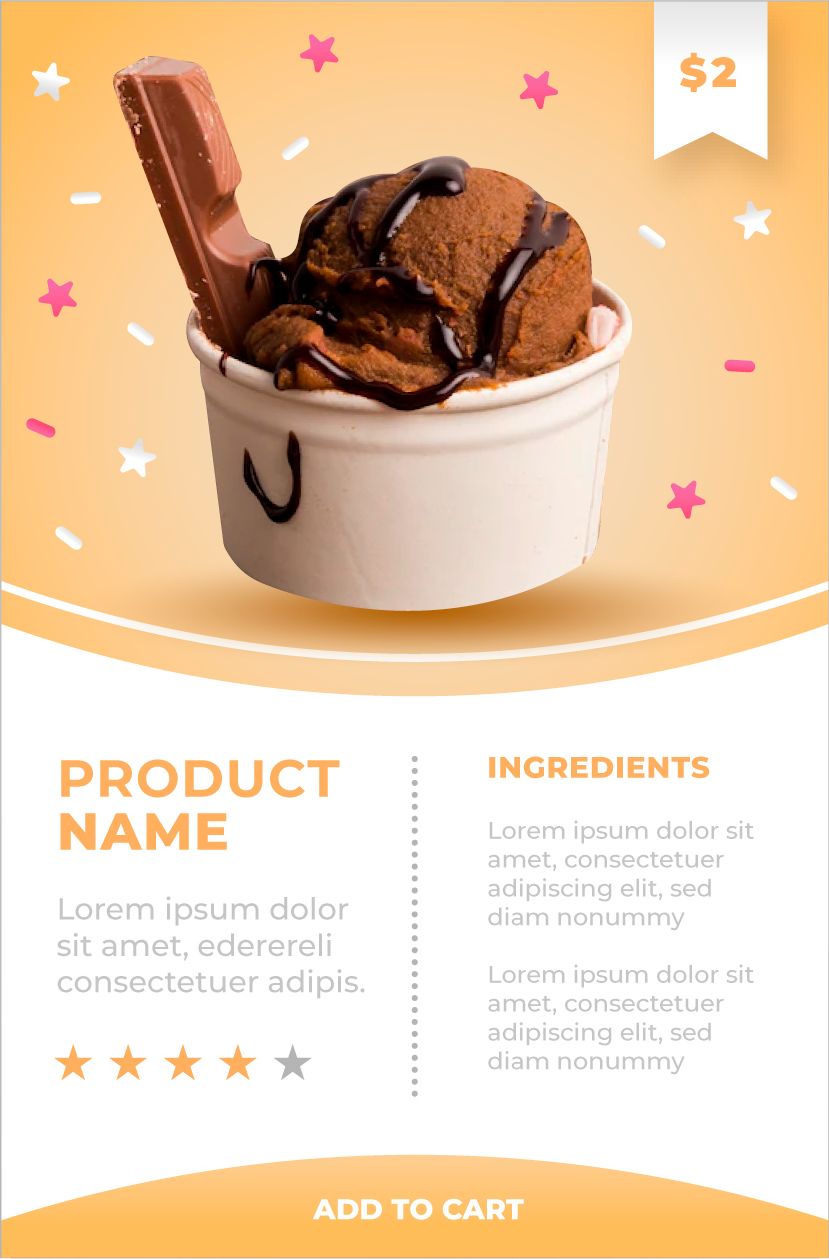 $2
PRODUCT
NAME
Lorem ipsum dolor
sit amet, ederereli
consectetuer adipis.
INGREDIENTS
Lorem ipsum dolor sit
amet, consectetuer
adipiscing elit, sed
diam nonummy
Lorem ipsum dolor sit
amet, consectetuer
adipiscing elit, sed
diam nonummy
ADD TO CART